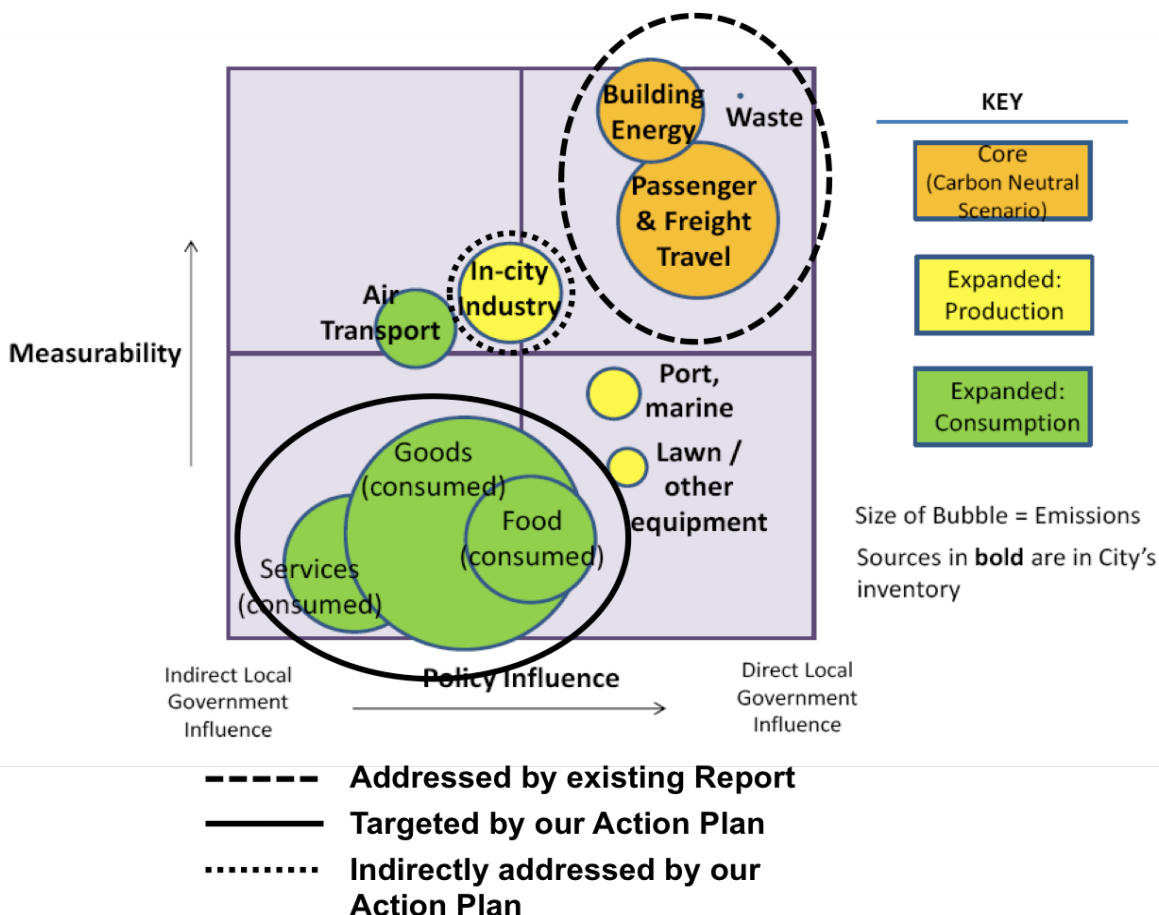 Building
Energy
Waste
Passenger
& Freight
Travel
In-city
Industry
Air
Transport
Measurability
Port,
marine
Lawn /
other
equipment
Goods
(consumed)
Food
(consumed)
Services
(consumed)
Indirect Local
Government
Influence
Policy Influence
Direct Local
Government
Influence
KEY
Core
(Carbon Neutral
Scenario)
Expanded:
Production
Expanded:
Consumption
Size of Bubble = Emissions
Sources in bold are in City's
inventory
Addressed by existing Report
Targeted by our Action Plan
Indirectly addressed by our
Action Plan